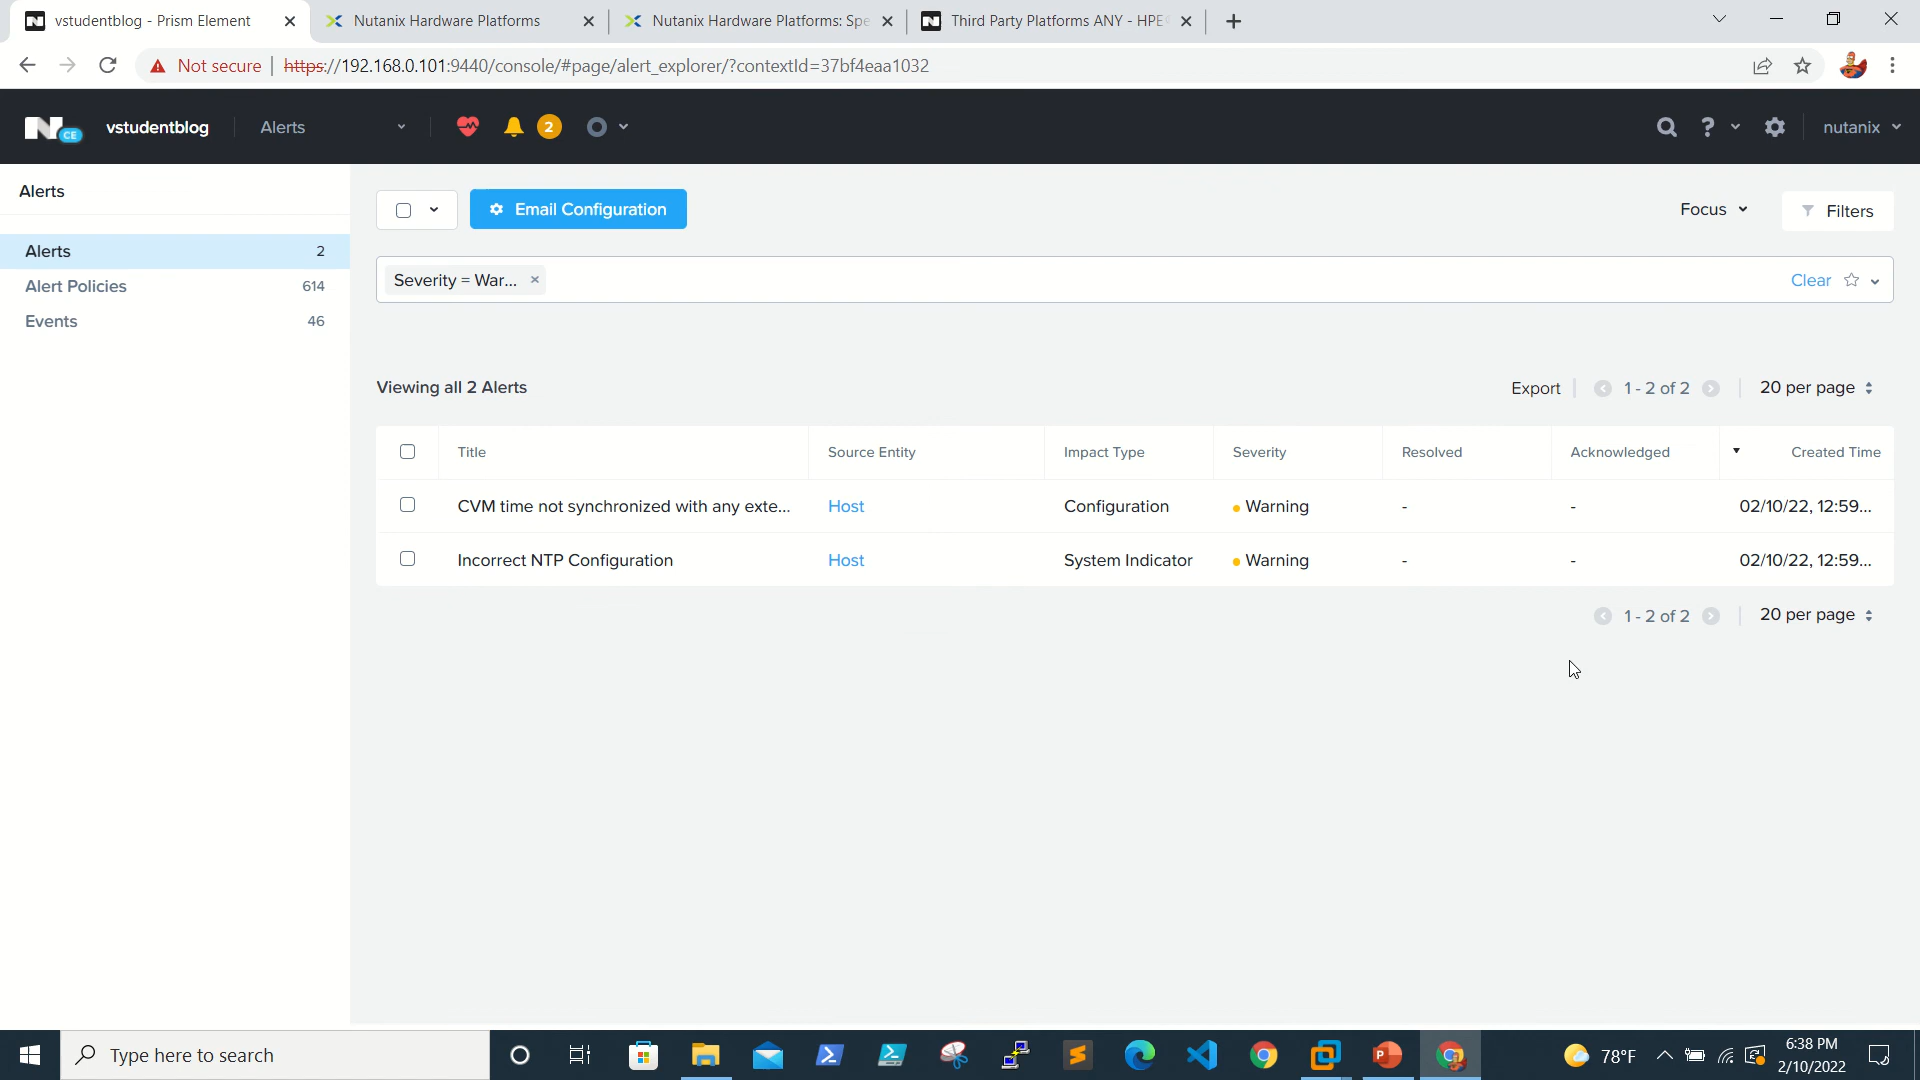 vstudentblog - Prism Element
Nutanix Hardware Platforms
Nutanix Hardware Platforms: Spe
Third Party Platforms ANY - HPE
Not secure
https://192.168.0.101:9440/console/#page/alert_explorer/?contextId=37bf4eaa1032
N CE
vstudentblog
Alerts
2
?
nutanix
Alerts
Alerts 2
Alert Policies 614
Events 46
Email Configuration
Focus
Filters
Severity = War...
Clear
Viewing all 2 Alerts
Export
1 - 2 of 2
20 per page
Title Source Entity Impact Type Severity Resolved Acknowledged Created Time
CVM time not synchronized with any exte... Host Configuration Warning - - 02/10/22, 12:59...
Incorrect NTP Configuration Host System Indicator Warning - - 02/10/22, 12:59...
1 - 2 of 2
20 per page
Type here to search
78°F
6:38 PM
2/10/2022